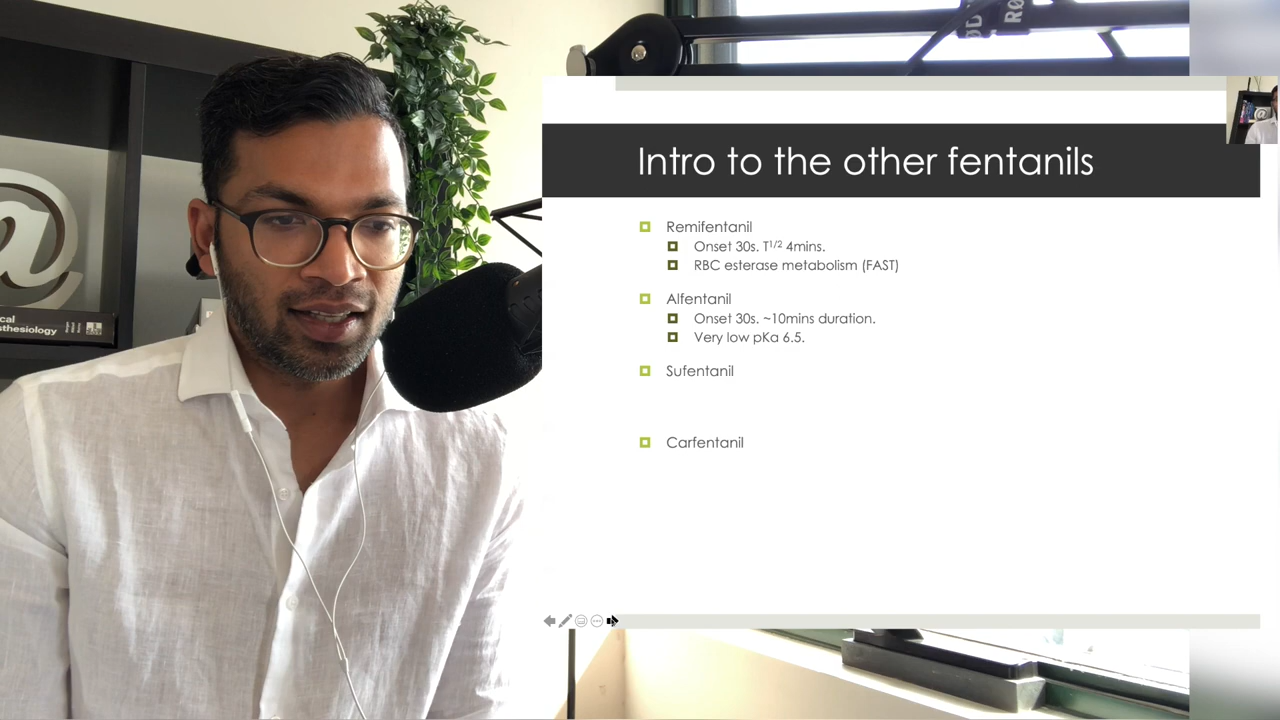 Intro to the other fentanils
Remifentanil
Onset 30s. T1/2 4mins.
RBC esterase metabolism (FAST)
Alfentanil
Onset 30s. ~10mins duration.
Very low pKa 6.5.
Sufentanil
Carfentanil
@
RØ